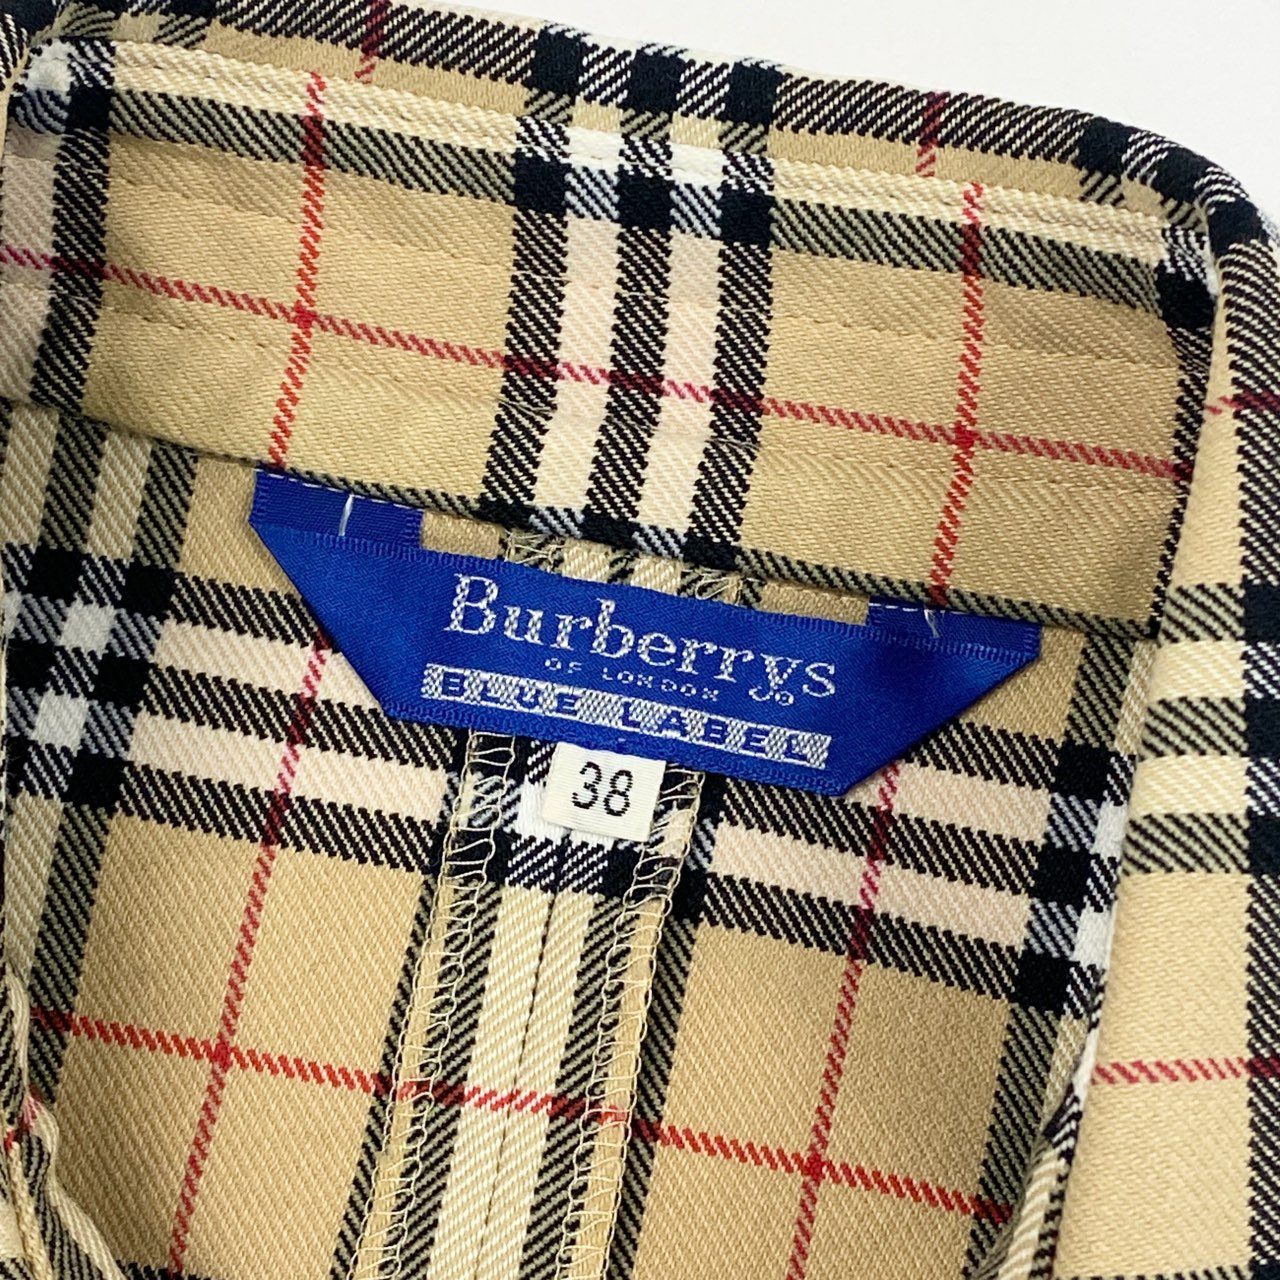 Burberrys
OF LONDON
BLUE LABEL
38